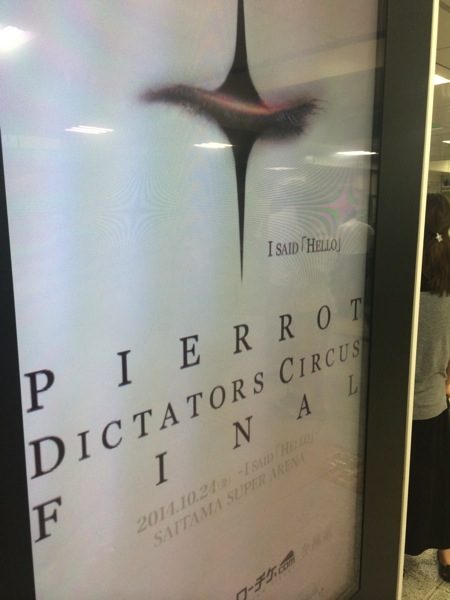 I SAID「HELLO」
PIERROT
DICTATORS CIRCUS
FINAL
2014.10.24(金) -I SAID「HELLO」
SAITAMA SUPER ARENA
ローチケ.com